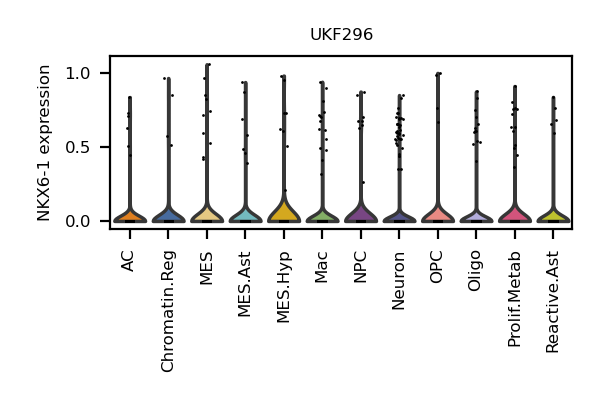 UKF296
NKX6-1 expression
1.0
0.5
0.0
AC
Chromatin.Reg
MES
MES.Ast
MES.Hyp
Mac
NPC
Neuron
OPC
Oligo
Prolif.Metab
Reactive.Ast